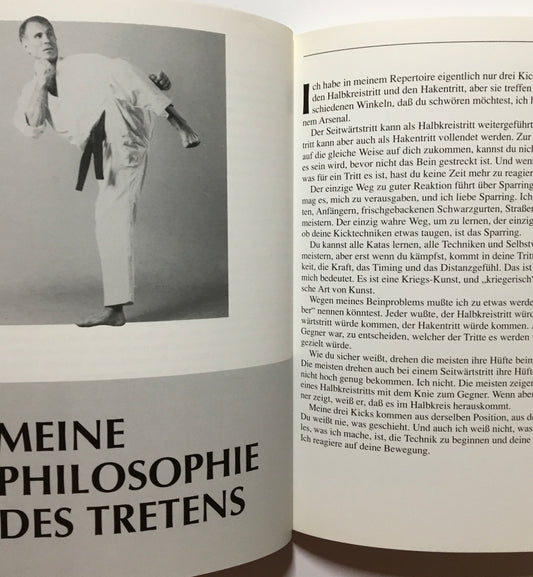 MEINE
PHILOSOPHIE
DES TRETENS
Ich habe in meinem Repertoire eigentlich nur drei Kicks
den Halbkreistritt und den Hakentritt, aber sie treffen
schiedenen Winkeln, daß du schwören möchtest, ich h
nem Arsenal.
Der Seitwärtstritt kann als Halbkreistritt weitergeführt
tritt kann aber auch als Hakentritt vollendet werden. Zur
auf die gleiche Weise auf dich zukommen, kannst du nich
es sein wird, bevor nicht das Bein gestreckt ist. Und wenn
was für ein Tritt es ist, hast du keine Zeit mehr zu reagier
Der einzige Weg zu guter Reaktion führt über Sparring
mag es, mich zu verausgaben, und ich liebe Sparring. Ich
ten, Anfängern, frischgebackenen Schwarzgurten, Straßen
meistern. Der einzig wahre Weg, um zu lernen, der einzig
ob deine Kicktechniken etwas taugen, ist das Sparring.
Du kannst alle Katas lernen, alle Techniken und Selbstv
meistern, aber erst wenn du kämpfst, kommt in deine Tritt
keit, die Kraft, das Timing und das Distanzgefühl. Das ist
mich bedeutet. Es ist eine Kriegs-Kunst, und „kriegerisch“
sche Art von Kunst.
Wegen meines Beinproblems mußte ich zu etwas werde
ber“ nennen könntest. Jeder wußte, der Halbkreistritt würd
wärtstritt würde kommen, der Hakentritt würde kommen. A
Gegner war, zu entscheiden, welcher der Tritte es werden
gezielt würde.
Wie du sicher weißt, drehen die meisten ihre Hüfte beim
Die meisten drehen auch bei einem Seitwärtstritt ihre Hüf
nicht hoch genug bekommen. Ich nicht. Die meisten zeigen
eines Halbkreistritts mit dem Knie zum Gegner. Wenn aber
ner zeigt, weiß er, daß es im Halbkreis herauskommt.
Meine drei Kicks kommen aus derselben Position, aus de
Du weißt nie, was geschieht. Und auch ich weiß nicht, was
les, was ich mache, ist, die Technik zu beginnen und deine
Ich reagiere auf deine Bewegung.